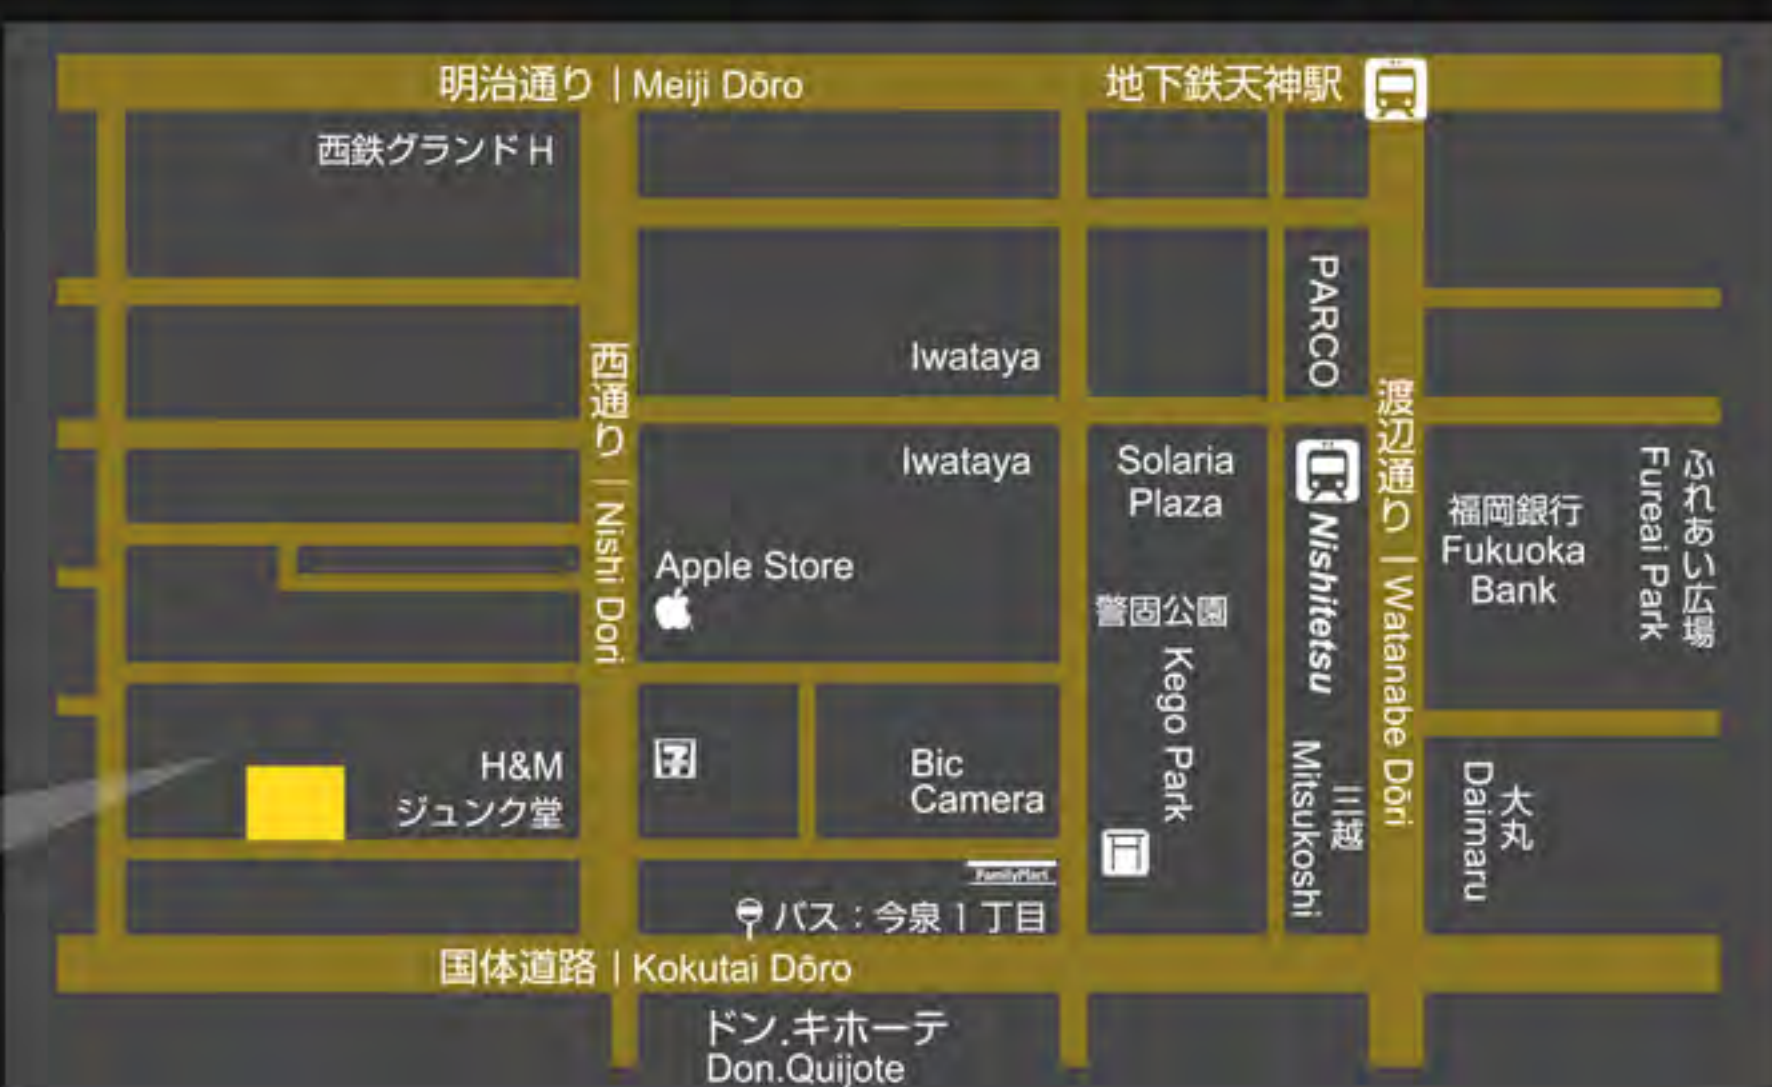 明治通り | Meiji Dōro
地下鉄天神駅
西鉄グランドH
PARCO
Iwataya
西通り | Nishi Dori
渡辺通り | Watanabe Dōri
Iwataya
Solaria
Plaza
Nishitetsu
福岡銀行
Fukuoka
Bank
ふれあい広場
Fureai Park
Apple Store
警固公園
Kego Park
H&M
ジュンク堂
7
Bic
Camera
三越
Mitsukoshi
大丸
Daimaru
FamilyMart
バス：今泉1丁目
国体道路 | Kokutai Dōro
ドン.キホーテ
Don.Quijote